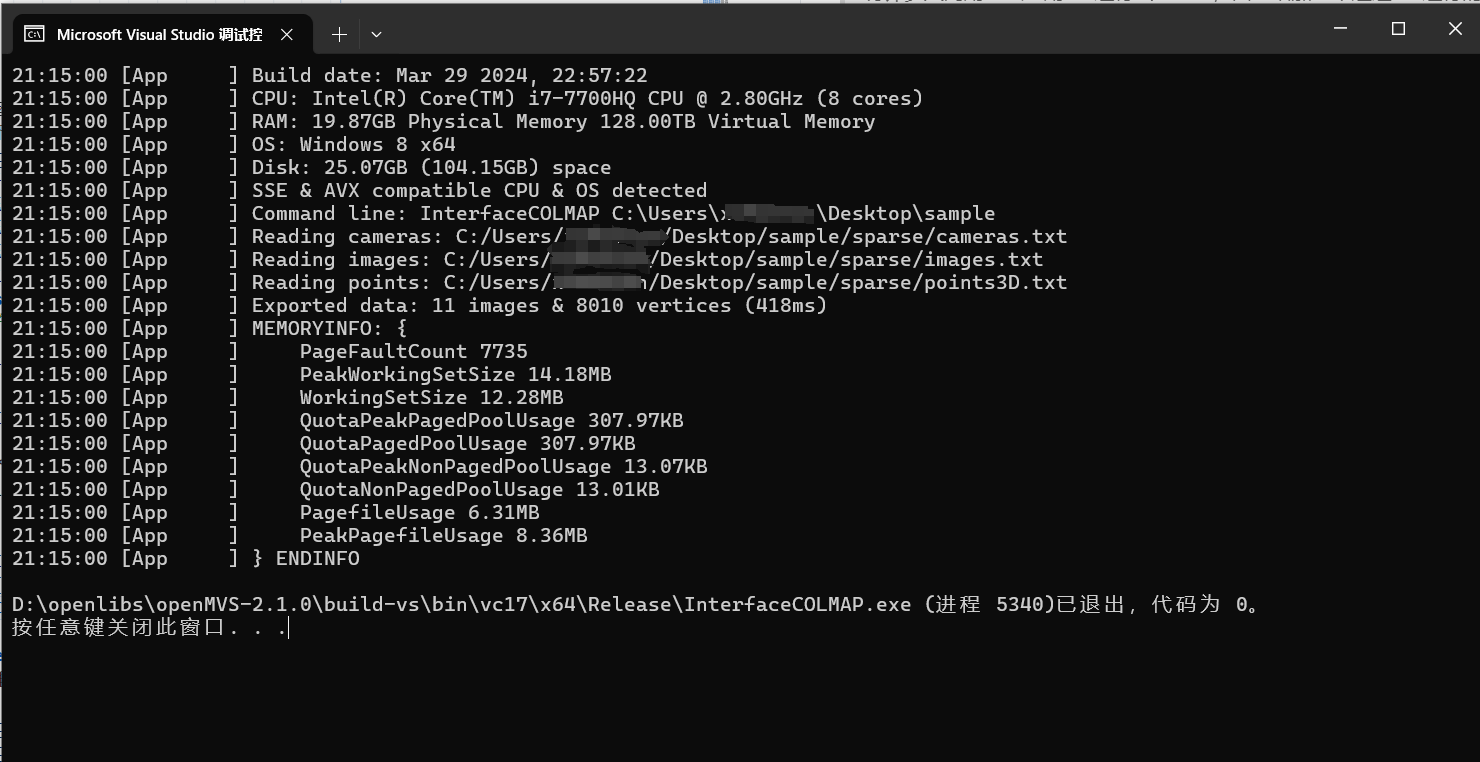 Microsoft Visual Studio 调试控
21:15:00 [App     ] Build date: Mar 29 2024, 22:57:22
21:15:00 [App     ] CPU: Intel(R) Core(TM) i7-7700HQ CPU @ 2.80GHz (8 cores)
21:15:00 [App     ] RAM: 19.87GB Physical Memory 128.00TB Virtual Memory
21:15:00 [App     ] OS: Windows 8 x64
21:15:00 [App     ] Disk: 25.07GB (104.15GB) space
21:15:00 [App     ] SSE & AVX compatible CPU & OS detected
21:15:00 [App     ] Command line: InterfaceCOLMAP C:\Users\ \Desktop\sample
21:15:00 [App     ] Reading cameras: C:/Users/ /Desktop/sample/sparse/cameras.txt
21:15:00 [App     ] Reading images: C:/Users/ /Desktop/sample/sparse/images.txt
21:15:00 [App     ] Reading points: C:/Users/ /Desktop/sample/sparse/points3D.txt
21:15:00 [App     ] Exported data: 11 images & 8010 vertices (418ms)
21:15:00 [App     ] MEMORYINFO: {
21:15:00 [App     ]     PageFaultCount 7735
21:15:00 [App     ]     PeakWorkingSetSize 14.18MB
21:15:00 [App     ]     WorkingSetSize 12.28MB
21:15:00 [App     ]     QuotaPeakPagedPoolUsage 307.97KB
21:15:00 [App     ]     QuotaPagedPoolUsage 307.97KB
21:15:00 [App     ]     QuotaPeakNonPagedPoolUsage 13.07KB
21:15:00 [App     ]     QuotaNonPagedPoolUsage 13.01KB
21:15:00 [App     ]     PagefileUsage 6.31MB
21:15:00 [App     ]     PeakPagefileUsage 8.36MB
21:15:00 [App     ] } ENDINFO
D:\openlibs\openMVS-2.1.0\build-vs\bin\vc17\x64\Release\InterfaceCOLMAP.exe (进程 5340)已退出，代码为 0。
按任意键关闭此窗口. . .